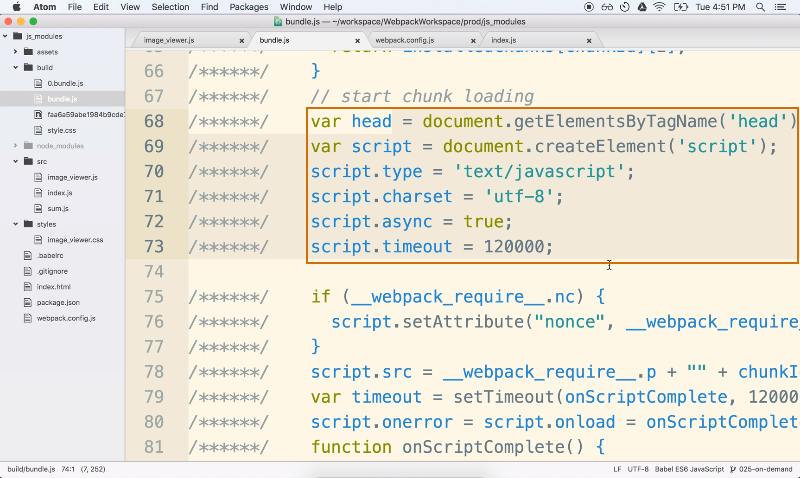 Atom File Edit View Selection Find Packages Window Help Tue 4:51 PM
bundle.js — ~/workspace/WebpackWorkspace/prod/js_modules
js_modules
assets
build
0.bundle.js
bundle.js
faa6a59abe1984b9cde
style.css
node_modules
src
image_viewer.js
index.js
sum.js
styles
image_viewer.css
.babelrc
.gitignore
index.html
package.json
webpack.config.js
image_viewer.js bundle.js webpack.config.js index.js
66 /******/ }
67 /******/ // start chunk loading
68 /******/ var head = document.getElementsByTagName('head')
69 /******/ var script = document.createElement('script');
70 /******/ script.type = 'text/javascript';
71 /******/ script.charset = 'utf-8';
72 /******/ script.async = true;
73 /******/ script.timeout = 120000;
74
75 /******/ if (__webpack_require__.nc) {
76 /******/ script.setAttribute("nonce", __webpack_require_
77 /******/ }
78 /******/ script.src = __webpack_require__.p + "" + chunkI
79 /******/ var timeout = setTimeout(onScriptComplete, 12000
80 /******/ script.onerror = script.onload = onScriptComplet
81 /******/ function onScriptComplete() {
build/bundle.js 74:1 (7, 252) LF UTF-8 Babel ES6 JavaScript 025-on-demand